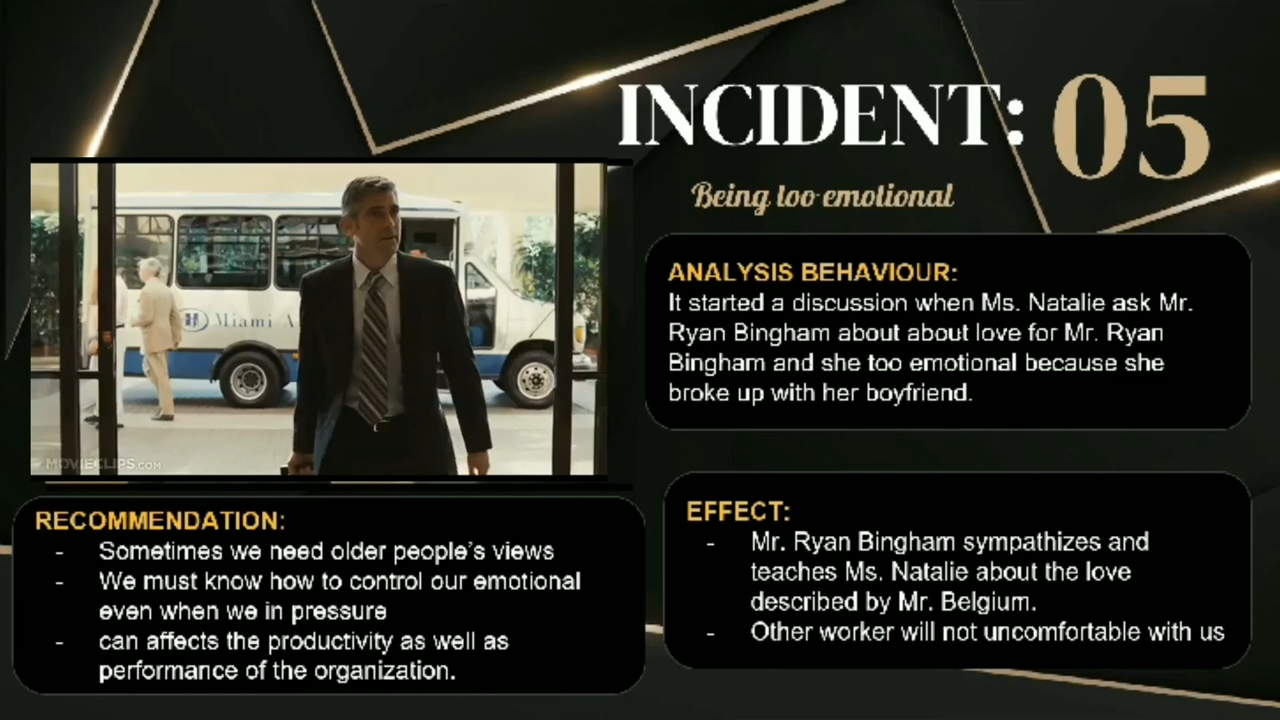 INCIDENT: 05
Being too emotional
Miami A
MOVIECLIPS.COM
ANALYSIS BEHAVIOUR:
It started a discussion when Ms. Natalie ask Mr.
Ryan Bingham about about love for Mr. Ryan
Bingham and she too emotional because she
broke up with her boyfriend.
RECOMMENDATION:
- Sometimes we need older people's views
- We must know how to control our emotional
even when we in pressure
- can affects the productivity as well as
performance of the organization.
EFFECT:
- Mr. Ryan Bingham sympathizes and
teaches Ms. Natalie about the love
described by Mr. Belgium.
- Other worker will not uncomfortable with us